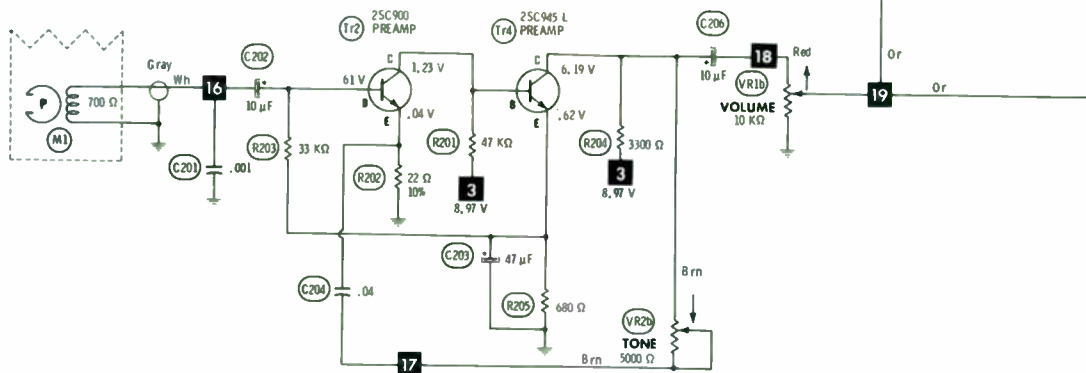 2SC900
PREAMP
Tr2
2SC945 L
PREAMP
Tr4
C206
Gray
Wh
16
C202
10 µF
61 V
1.23 V
C
B
E
.04 V
C
B
E
6.19 V
.62 V
10 µF
18
Red
VR1b
VOLUME
10 KΩ
19
Or
Or
P
700 Ω
M1
C201
.001
R203
33 KΩ
R202
22 Ω
10%
R201
47 KΩ
3
8.97 V
R204
3300 Ω
3
8.97 V
C203
47 µF
C204
.04
R205
680 Ω
Brn
VR2b
TONE
5000 Ω
17
Brn